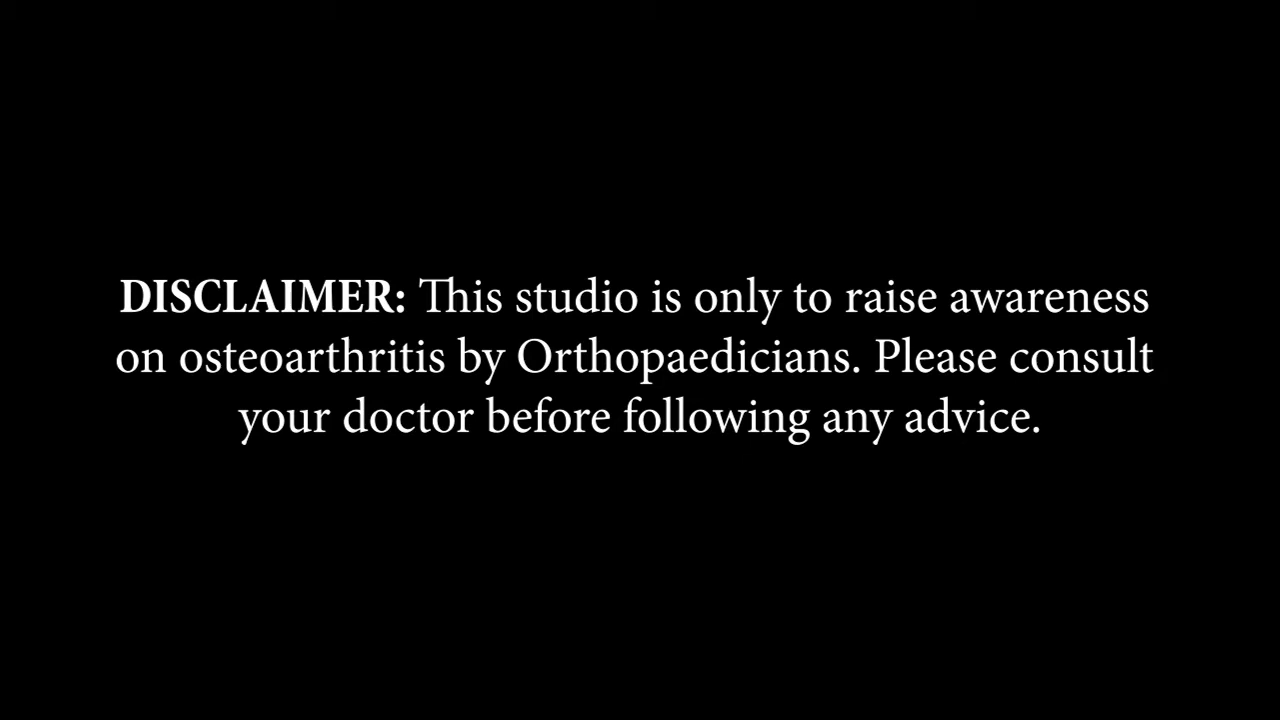 DISCLAIMER: This studio is only to raise awareness
on osteoarthritis by Orthopaedicians. Please consult
your doctor before following any advice.